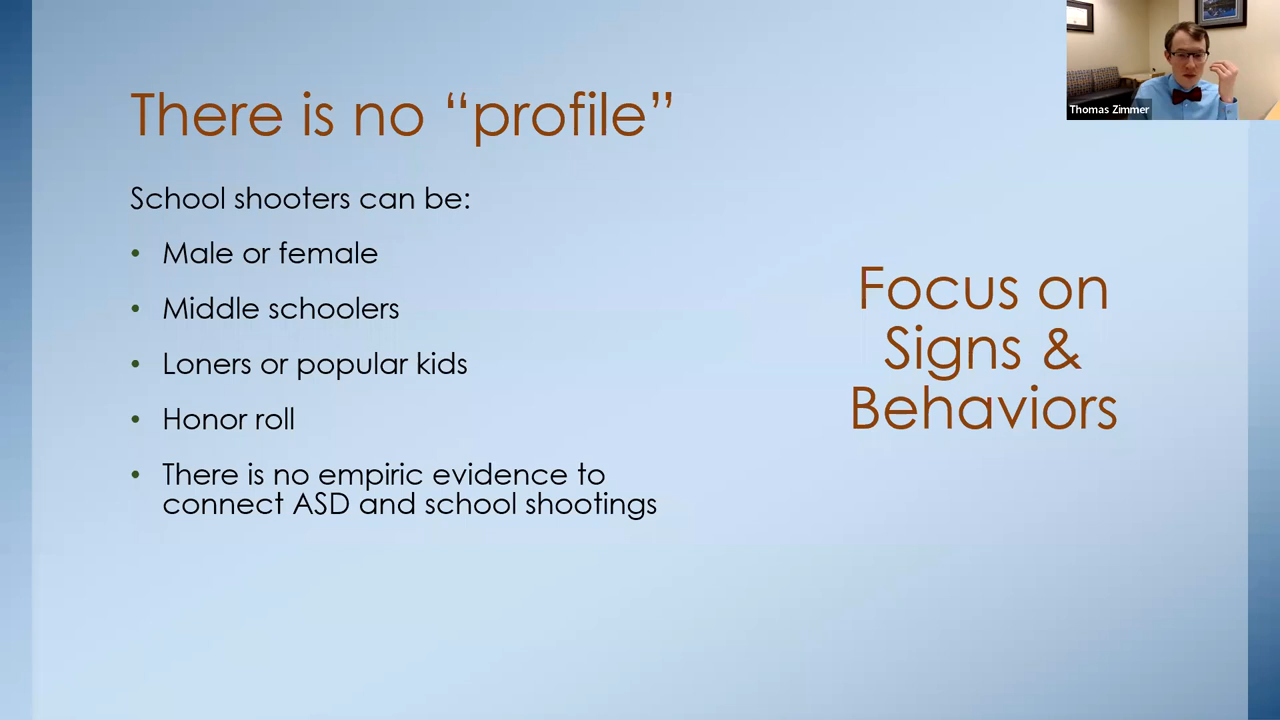 There is no “profile”
School shooters can be:
• Male or female
• Middle schoolers
• Loners or popular kids
• Honor roll
• There is no empiric evidence to
connect ASD and school shootings
Focus on
Signs &
Behaviors
Thomas Zimmer